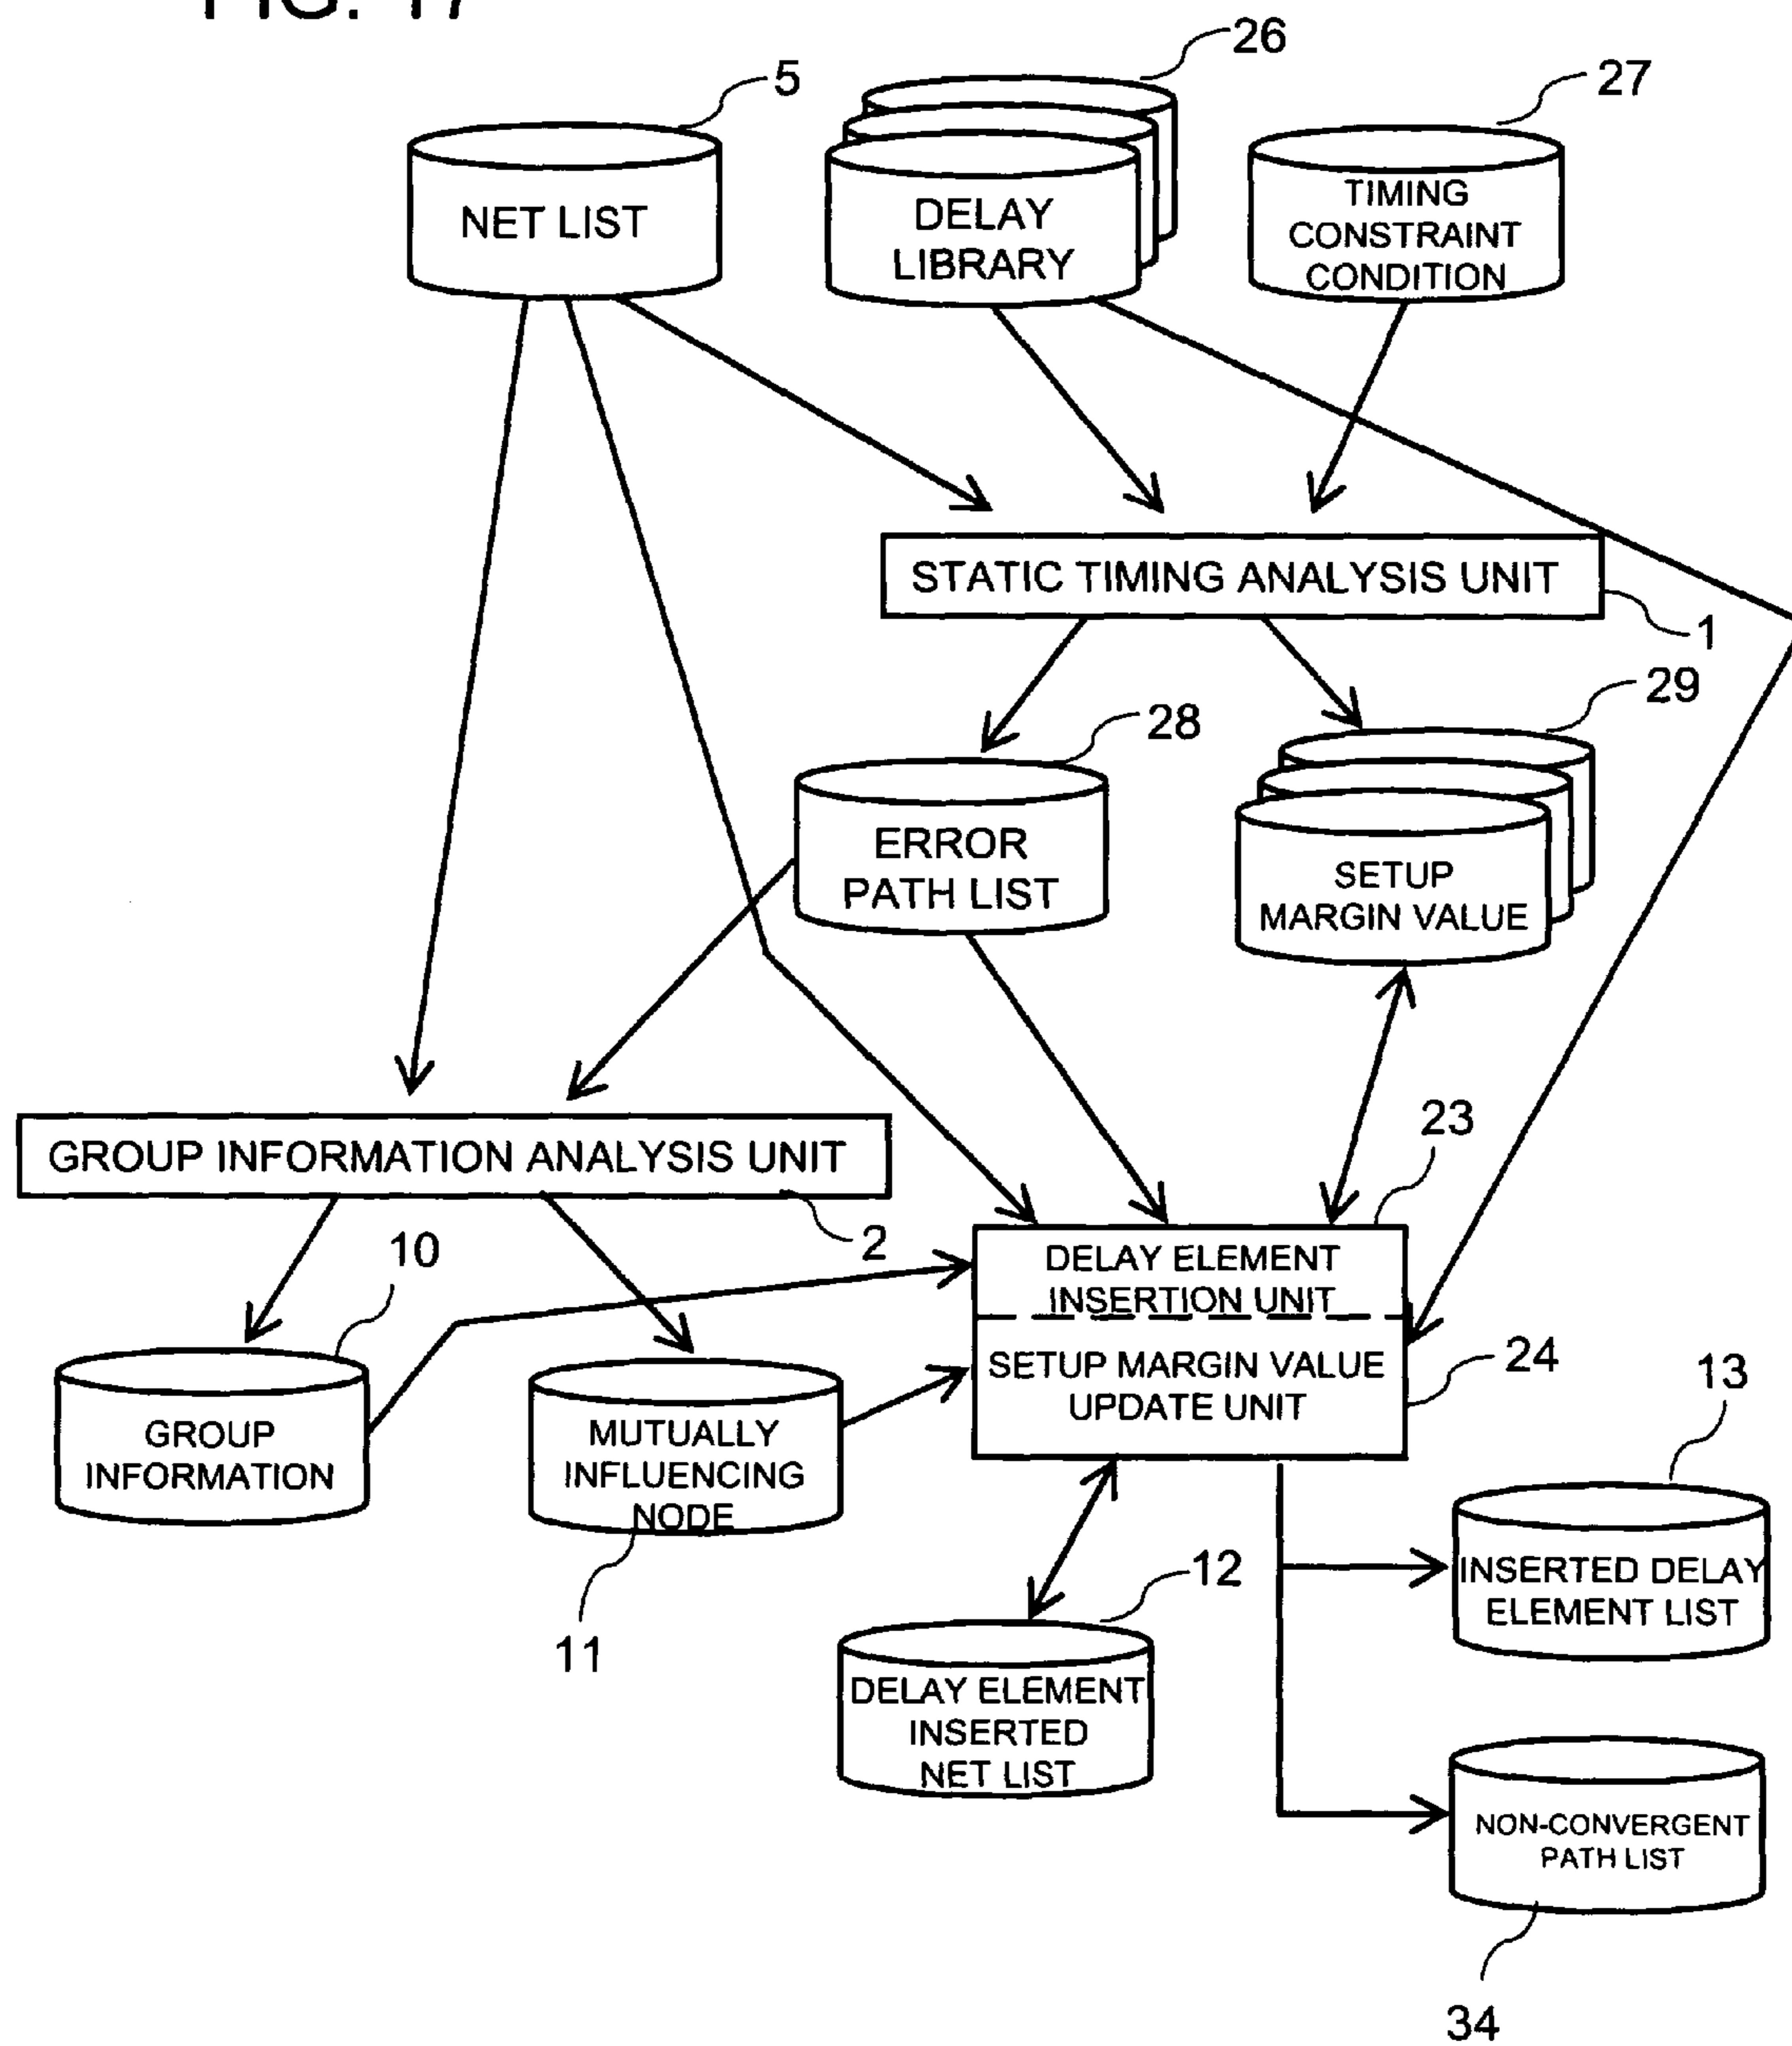 FIG. 17
26
5
27
NET LIST
DELAY
LIBRARY
TIMING
CONSTRAINT
CONDITION
STATIC TIMING ANALYSIS UNIT
1
29
28
ERROR
PATH LIST
SETUP
MARGIN VALUE
23
GROUP INFORMATION ANALYSIS UNIT
2
10
DELAY ELEMENT
INSERTION UNIT
SETUP MARGIN VALUE
UPDATE UNIT
24
13
GROUP
INFORMATION
MUTUALLY
INFLUENCING
NODE
11
12
INSERTED DELAY
ELEMENT LIST
DELAY ELEMENT
INSERTED
NET LIST
NON-CONVERGENT
PATH LIST
34